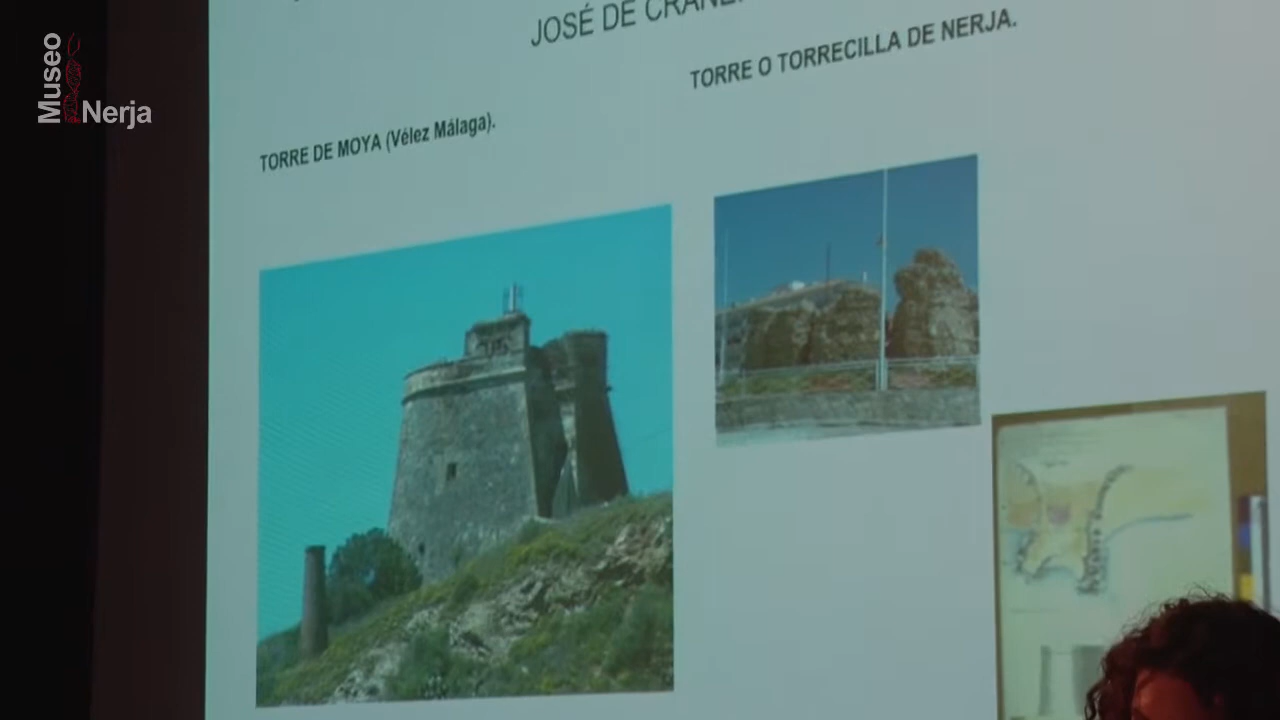 Museo
Nerja
JOSÉ DE
TORRE O TORRECILLA DE NERJA.
TORRE DE MOYA (Vélez Málaga).